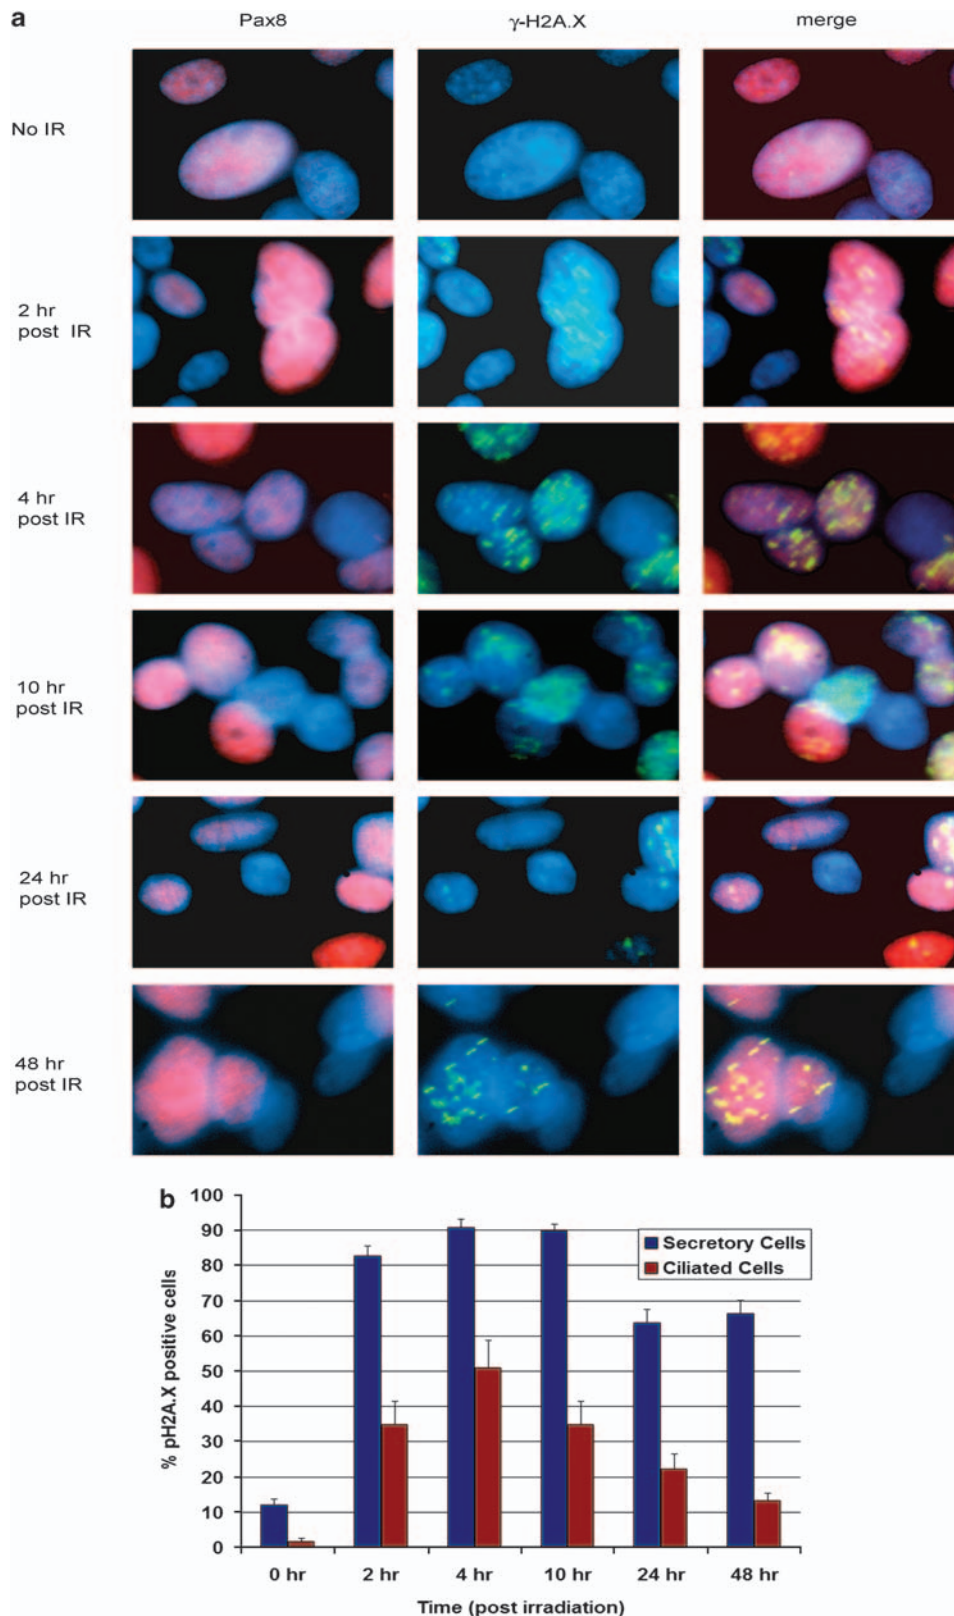 a
Pax8 γ-H2A.X merge
No IR
2 hr
post IR
4 hr
post IR
10 hr
post IR
24 hr
post IR
48 hr
post IR
b
% pH2A.X positive cells
100
90
80
70
60
50
40
30
20
10
0
Secretory Cells
Ciliated Cells
0 hr 2 hr 4 hr 10 hr 24 hr 48 hr
Time (post irradiation)